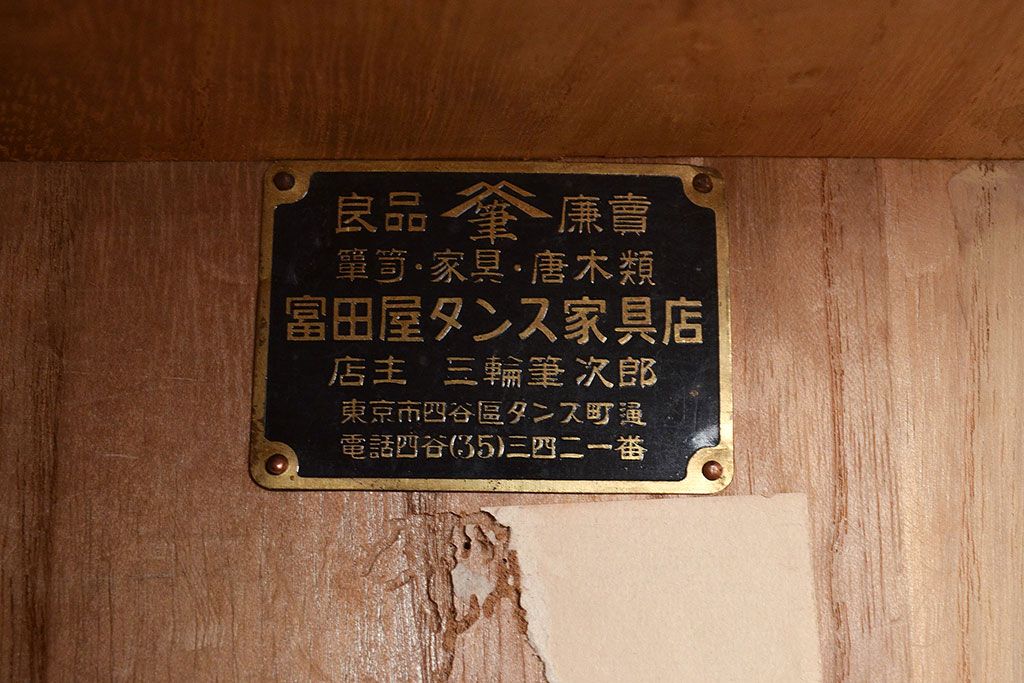 良品 筆 廉賣
簞笥・家具・唐木類
富田屋タンス家具店
店主 三輪筆次郎
東京市四谷區タンス町通
電話四谷(35)三四二一番